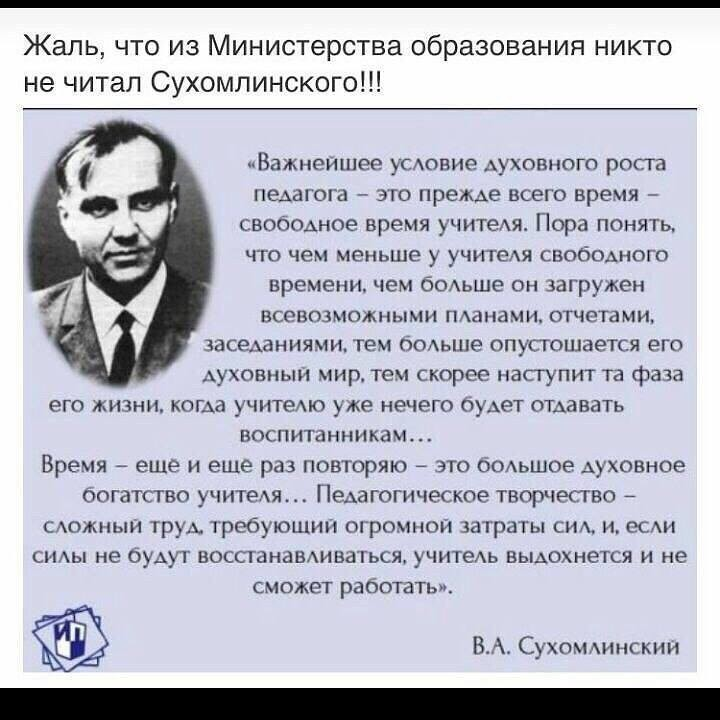 Жаль, что из Министерства образования никто
не читал Сухомлинского!!!
«Важнейшее условие духовного роста
педагога – это прежде всего время –
свободное время учителя. Пора понять,
что чем меньше у учителя свободного
времени, чем больше он загружен
всевозможными планами, отчетами,
заседаниями, тем больше опустошается его
духовный мир, тем скорее наступит та фаза
его жизни, когда учителю уже нечего будет отдавать
воспитанникам...
Время – ещё и ещё раз повторяю – это большое духовное
богатство учителя... Педагогическое творчество –
сложный труд, требующий огромной затраты сил, и, если
силы не будут восстанавливаться, учитель выдохнется и не
сможет работать».
ИП
В.А. Сухомлинский